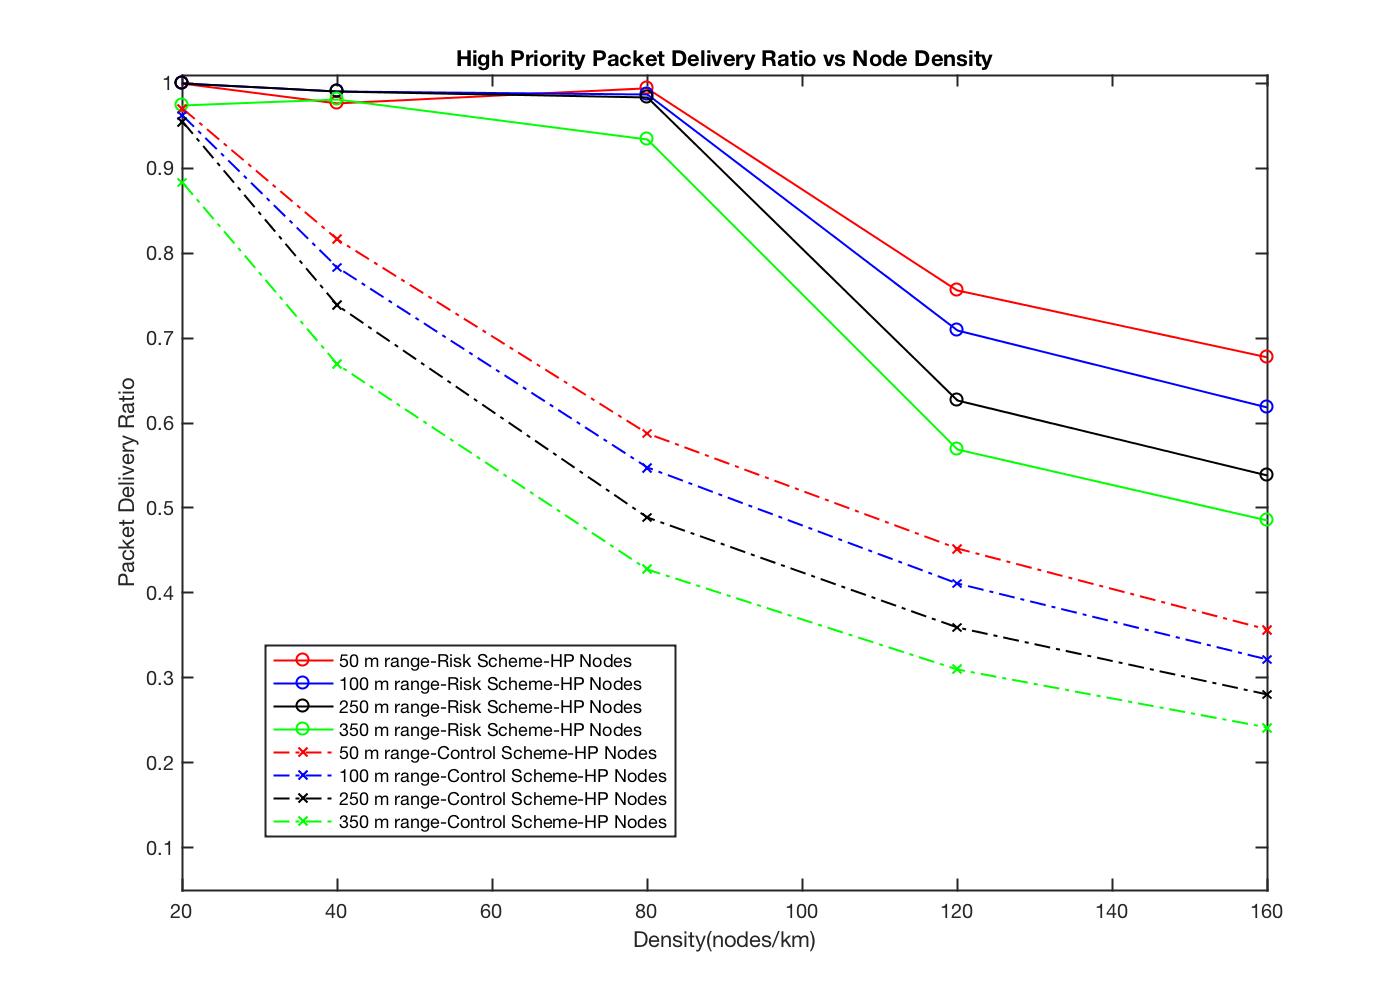 High Priority Packet Delivery Ratio vs Node Density
1
0.9
0.8
0.7
0.6
0.5
0.4
0.3
0.2
0.1
Packet Delivery Ratio
50 m range-Risk Scheme-HP Nodes
100 m range-Risk Scheme-HP Nodes
250 m range-Risk Scheme-HP Nodes
350 m range-Risk Scheme-HP Nodes
50 m range-Control Scheme-HP Nodes
100 m range-Control Scheme-HP Nodes
250 m range-Control Scheme-HP Nodes
350 m range-Control Scheme-HP Nodes
20 40 60 80 100 120 140 160
Density(nodes/km)